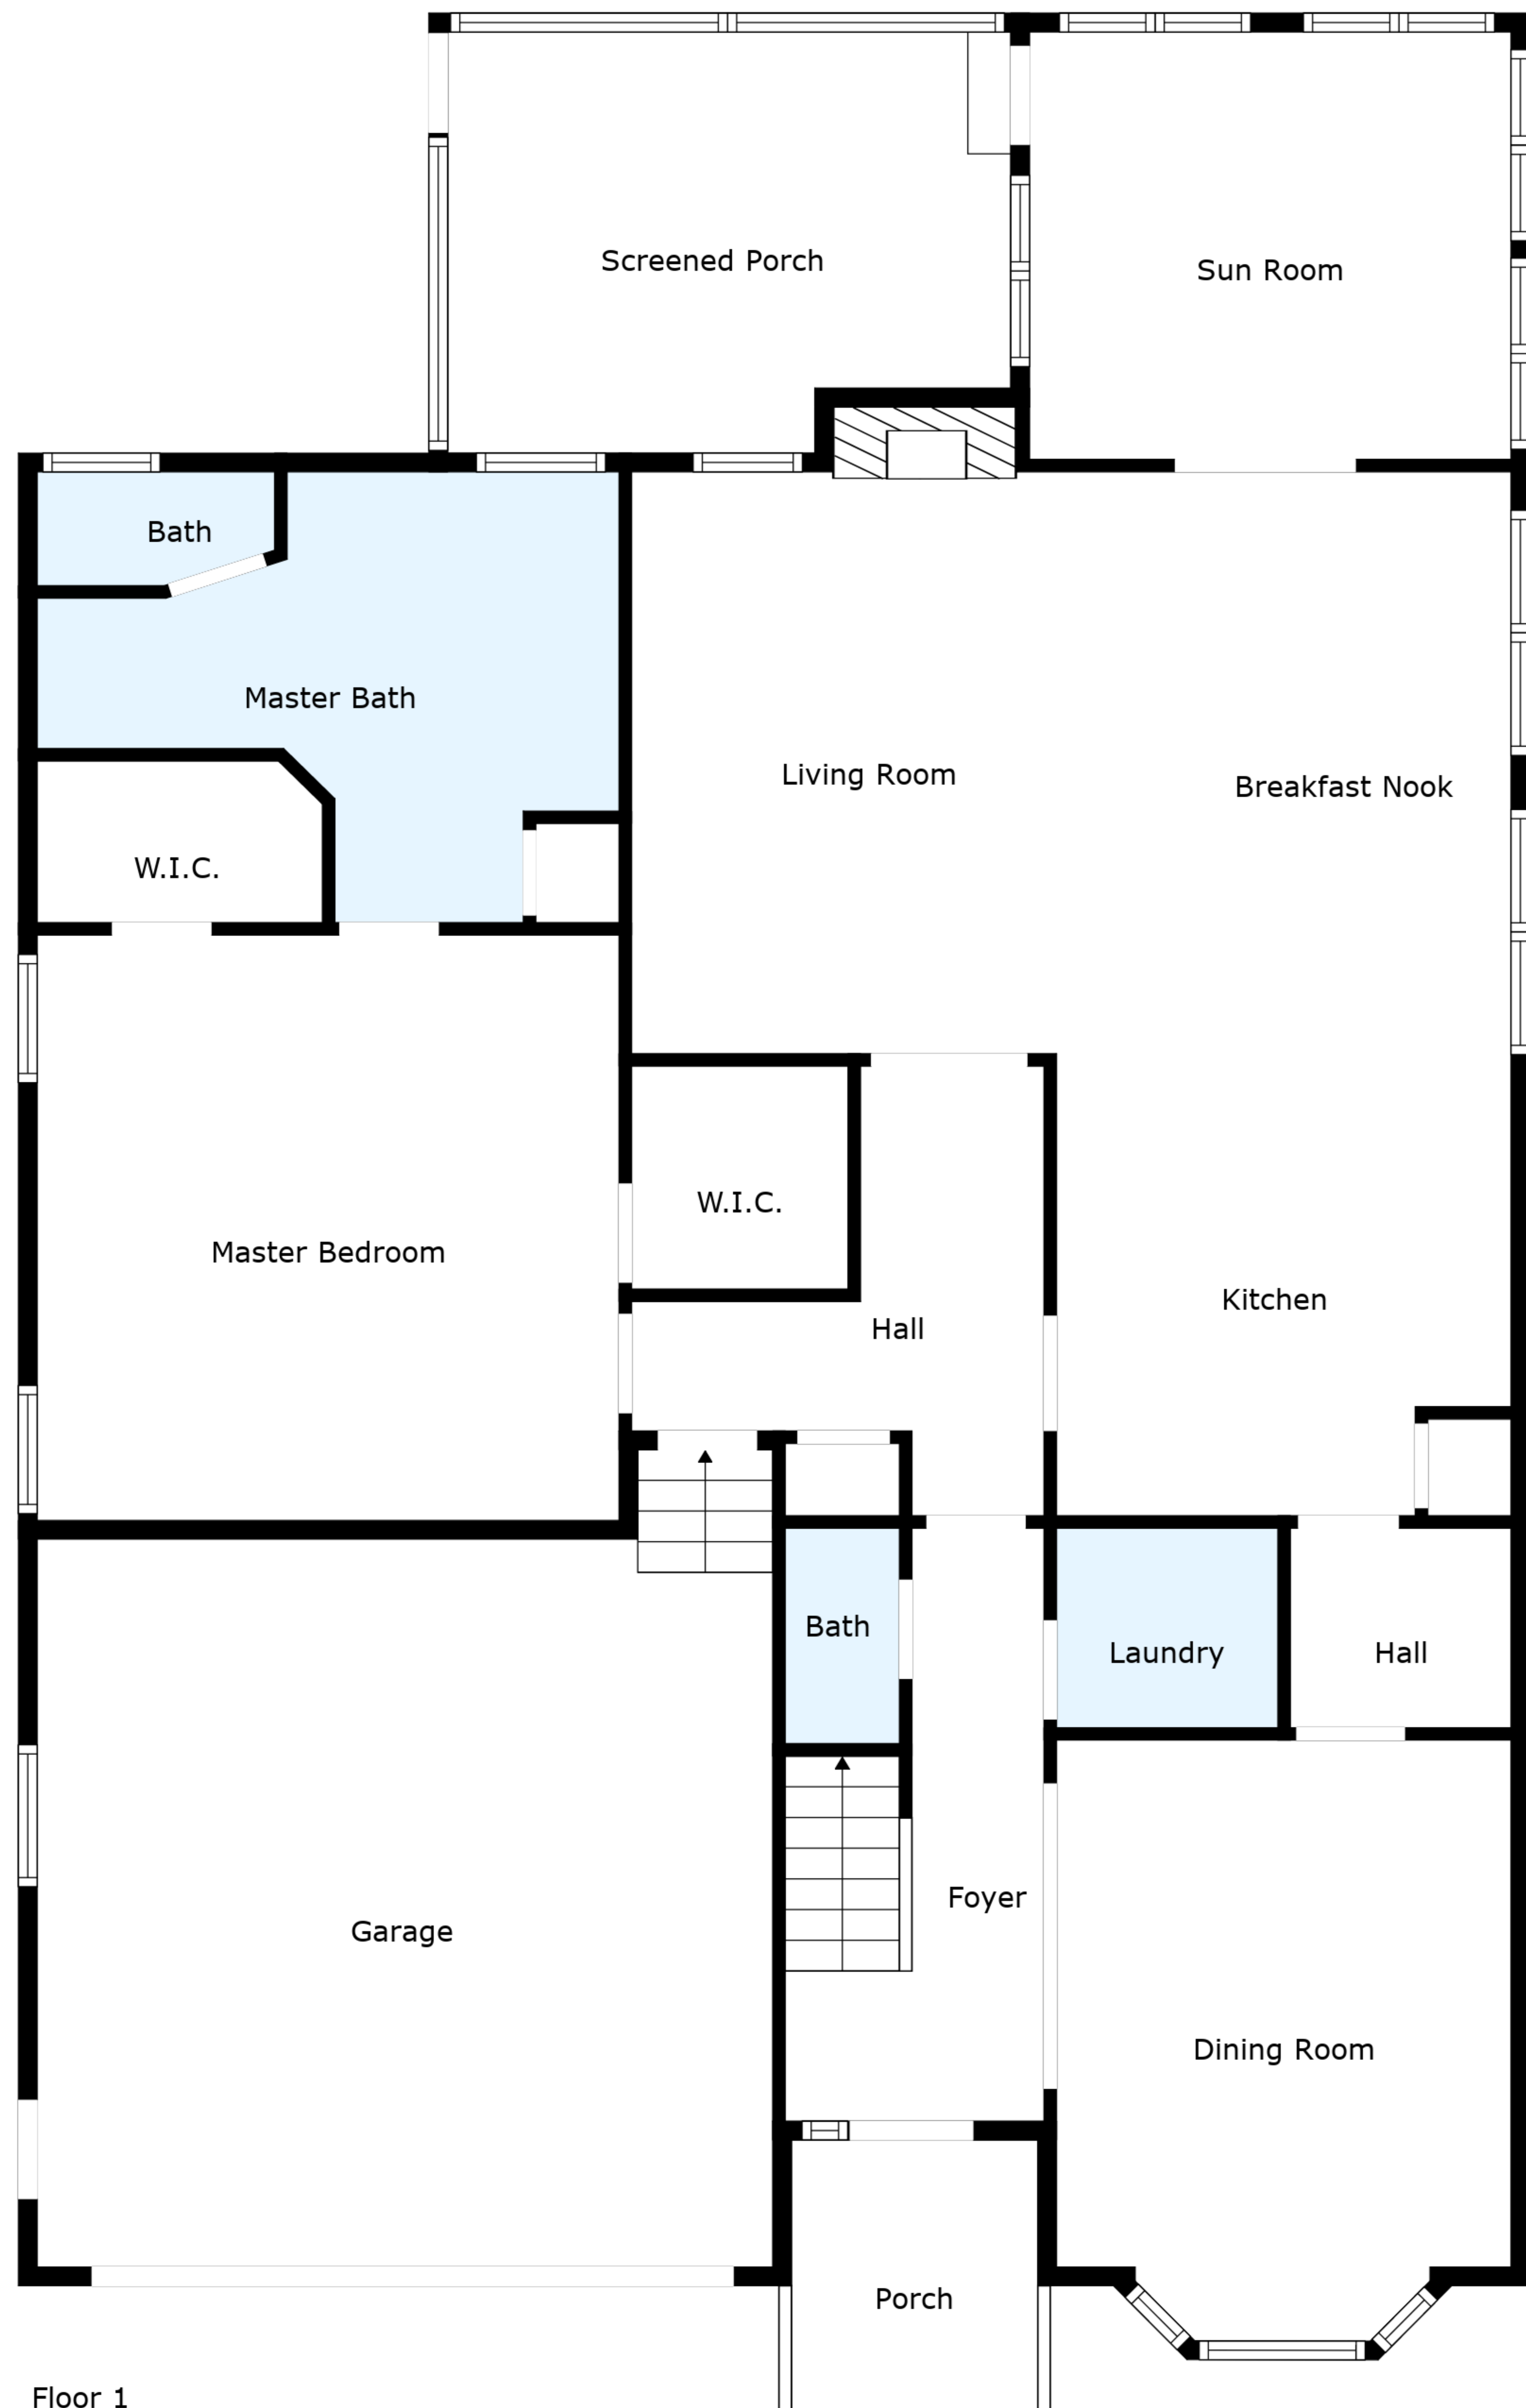 Screened Porch
Sun Room
Bath
Master Bath
Living Room
Breakfast Nook
W.I.C.
W.I.C.
Master Bedroom
Kitchen
Hall
Bath
Laundry
Hall
Foyer
Garage
Dining Room
Porch
Floor 1